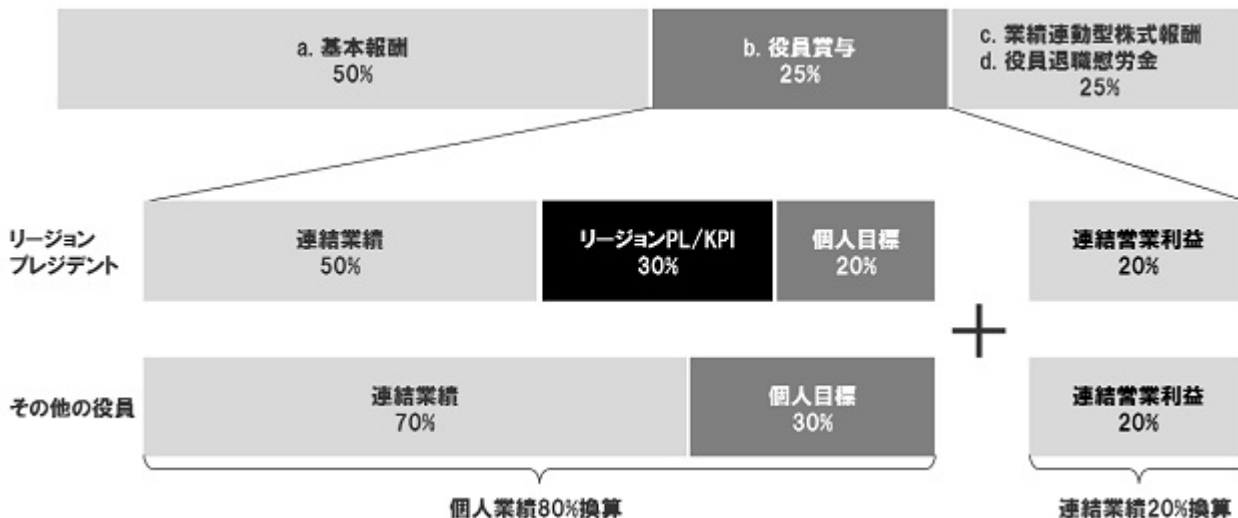 a. 基本報酬
50%
b. 役員賞与
25%
c. 業績連動型株式報酬
d. 役員退職慰労金
25%
リージョン
プレジデント
連結業績
50%
リージョンPL/KPI
30%
個人目標
20%
連結営業利益
20%
+
その他の役員
連結業績
70%
個人目標
30%
連結営業利益
20%
個人業績80%換算
連結業績20%換算